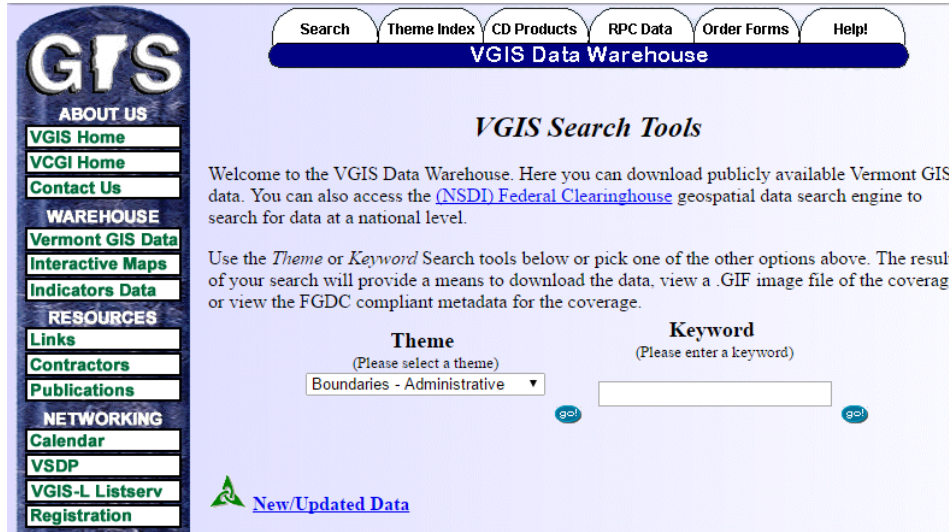 GIS
ABOUT US
VGIS Home
VCGI Home
Contact Us
WAREHOUSE
Vermont GIS Data
Interactive Maps
Indicators Data
RESOURCES
Links
Contractors
Publications
NETWORKING
Calendar
VSDP
VGIS-L Listserv
Registration
Search
Theme Index
CD Products
RPC Data
Order Forms
Help!
VGIS Data Warehouse
VGIS Search Tools
Welcome to the VGIS Data Warehouse. Here you can download publicly available Vermont GIS
data. You can also access the (NSDI) Federal Clearinghouse geospatial data search engine to
search for data at a national level.
Use the Theme or Keyword Search tools below or pick one of the other options above. The resul
of your search will provide a means to download the data, view a .GIF image file of the coverag
or view the FGDC compliant metadata for the coverage.
Theme
(Please select a theme)
Boundaries - Administrative
go!
Keyword
(Please enter a keyword)
go!
New/Updated Data